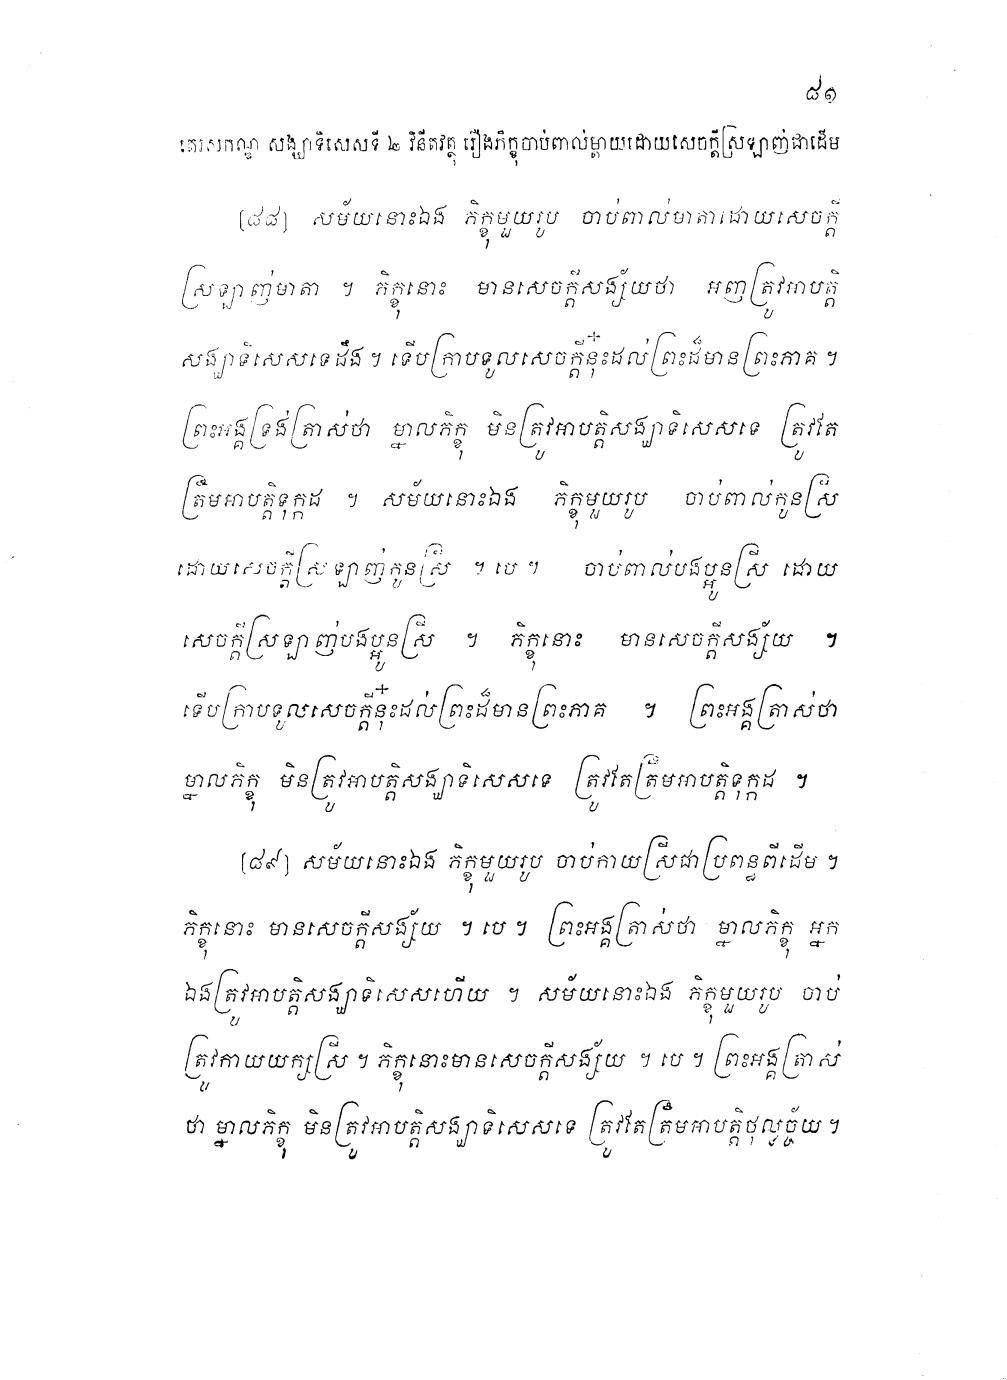 ៨១
តេរសកណ្ឌ សង្ឃាទិសេសទី ២ វិនីតវត្ថុ រឿងភិក្ខុចាប់ពាល់ម្តាយដោយសេចក្តីស្រឡាញ់ជាដើម
[៨៨] សម័យនោះឯង ភិក្ខុមួយរូប ចាប់ពាល់មាតាដោយសេចក្តី
ស្រឡាញ់មាតា ។ ភិក្ខុនោះ មានសេចក្តីសង្ស័យថា អញត្រូវអាបត្តិ
សង្ឃាទិសេសទេដឹង ។ ទើបក្រាបទូលសេចក្តីនុ៎ះដល់ព្រះដ៏មានព្រះភាគ ។
ព្រះអង្គទ្រង់ត្រាស់ថា ម្នាលភិក្ខុ មិនត្រូវអាបត្តិសង្ឃាទិសេសទេ ត្រូវតែ
ត្រឹមអាបត្តិទុក្កដ ។ សម័យនោះឯង ភិក្ខុមួយរូប ចាប់ពាល់កូនស្រី
ដោយសេចក្តីស្រឡាញ់កូនស្រី ។ បេ ។ ចាប់ពាល់បងប្អូនស្រី ដោយ
សេចក្តីស្រឡាញ់បងប្អូនស្រី ។ ភិក្ខុនោះ មានសេចក្តីសង្ស័យ ។
ទើបក្រាបទូលសេចក្តីនុ៎ះដល់ព្រះដ៏មានព្រះភាគ ។ ព្រះអង្គត្រាស់ថា
ម្នាលភិក្ខុ មិនត្រូវអាបត្តិសង្ឃាទិសេសទេ ត្រូវតែត្រឹមអាបត្តិទុក្កដ ។
[៨៩] សម័យនោះឯង ភិក្ខុមួយរូប ចាប់កាយស្រីជាប្រពន្ធពីដើម ។
ភិក្ខុនោះ មានសេចក្តីសង្ស័យ ។ បេ ។ ព្រះអង្គត្រាស់ថា ម្នាលភិក្ខុ អ្នក
ឯងត្រូវអាបត្តិសង្ឃាទិសេសហើយ ។ សម័យនោះឯង ភិក្ខុមួយរូប ចាប់
ត្រូវកាយយក្សស្រី ។ ភិក្ខុនោះមានសេចក្តីសង្ស័យ ។ បេ ។ ព្រះអង្គត្រាស់
ថា ម្នាលភិក្ខុ មិនត្រូវអាបត្តិសង្ឃាទិសេសទេ ត្រូវតែត្រឹមអាបត្តិថុល្លច្ច័យ ។